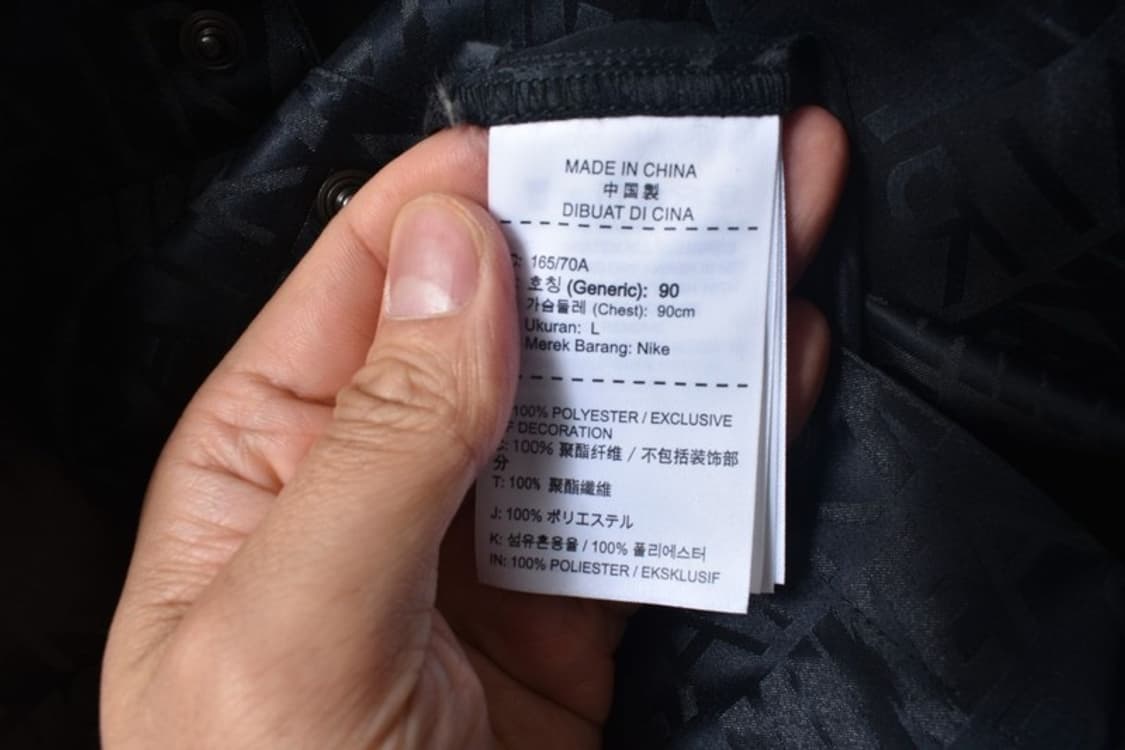 MADE IN CHINA
中国製
DIBUAT DI CINA
C: 165/70A
호칭 (Generic): 90
가슴둘레 (Chest): 90cm
Ukuran: L
Merek Barang: Nike
100% POLYESTER / EXCLUSIVE
OF DECORATION
S: 100% 聚酯纤维 / 不包括装饰部
分
T: 100% 聚酯纖維
J: 100% ポリエステル
K: 섬유혼용율 / 100% 폴리에스터
IN: 100% POLIESTER / EKSKLUSIF